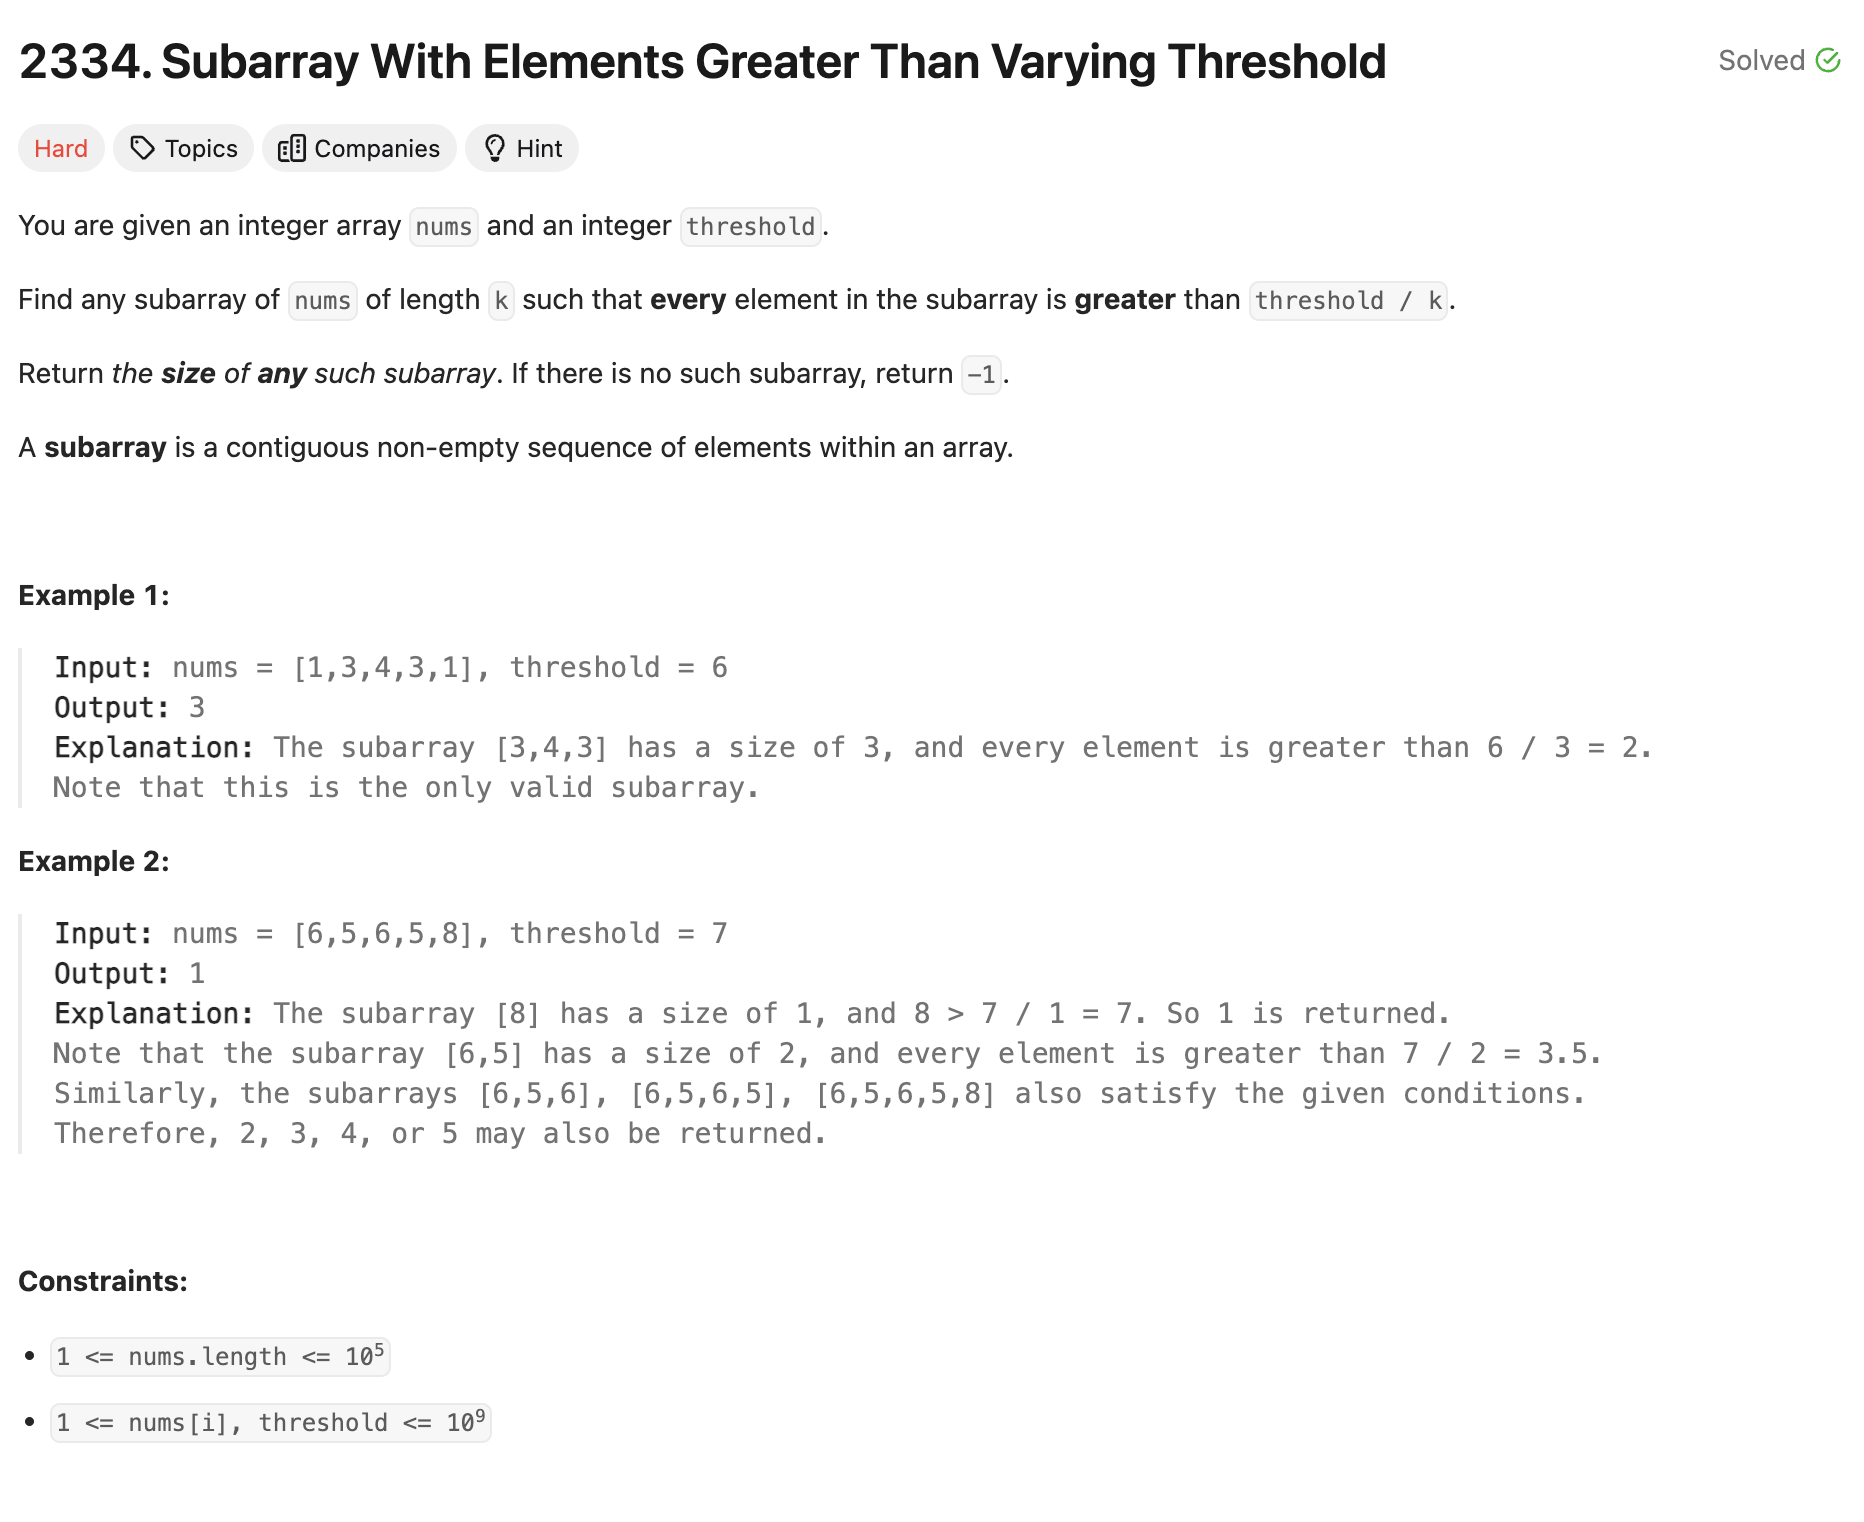 2334. Subarray With Elements Greater Than Varying Threshold
Solved
Hard Topics Companies Hint
You are given an integer array nums and an integer threshold.
Find any subarray of nums of length k such that every element in the subarray is greater than threshold / k.
Return the size of any such subarray. If there is no such subarray, return -1.
A subarray is a contiguous non-empty sequence of elements within an array.
Example 1:
Input: nums = [1,3,4,3,1], threshold = 6
Output: 3
Explanation: The subarray [3,4,3] has a size of 3, and every element is greater than 6 / 3 = 2.
Note that this is the only valid subarray.
Example 2:
Input: nums = [6,5,6,5,8], threshold = 7
Output: 1
Explanation: The subarray [8] has a size of 1, and 8 > 7 / 1 = 7. So 1 is returned.
Note that the subarray [6,5] has a size of 2, and every element is greater than 7 / 2 = 3.5.
Similarly, the subarrays [6,5,6], [6,5,6,5], [6,5,6,5,8] also satisfy the given conditions.
Therefore, 2, 3, 4, or 5 may also be returned.
Constraints:
• 1 <= nums.length <= 10⁵
• 1 <= nums[i], threshold <= 10⁹